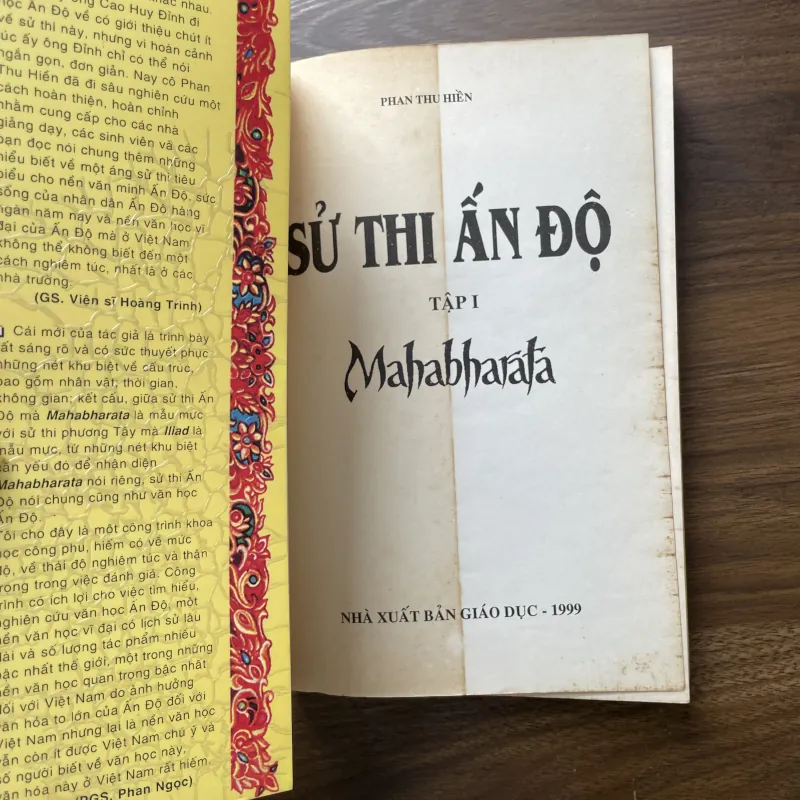 khác nhau.
ông Cao Huy Đỉnh đi
học Ấn Độ về có giới thiệu chút ít
về sử thi này, nhưng vì hoàn cảnh
lúc ấy ông Đỉnh chỉ có thể nói
ngắn gọn, đơn giản. Nay cô Phan
Thu Hiền đã đi sâu nghiên cứu một
cách hoàn thiện, hoàn chỉnh
nhằm cung cấp cho các nhà
giảng dạy, các sinh viên và các
bạn đọc nói chung thêm những
hiểu biết về một áng sử thi tiêu
biểu cho nền văn minh Ấn Độ, sức
sống của nhân dân Ấn Độ hàng
ngàn năm nay và nền văn học vĩ
đại của Ấn Độ mà ở Việt Nam
không thể không biết đến một
cách nghiêm túc, nhất là ở các
nhà trường.
(GS. Viện sĩ Hoàng Trinh)
Cái mới của tác giả là trình bày
rất sáng rõ và có sức thuyết phục
những nét khu biệt về cấu trúc,
bao gồm nhân vật, thời gian,
không gian, kết cấu, giữa sử thi Ấn
Độ mà Mahabharata là mẫu mực
với sử thi phương Tây mà Iliad là
mẫu mực, từ những nét khu biệt
căn yếu đó để nhận diện
Mahabharata nói riêng, sử thi Ấn
Độ nói chung cũng như văn học
Ấn Độ.
Tôi cho đây là một công trình khoa
học công phu, hiếm có về mức
độ, về thái độ nghiêm túc và thận
trọng trong việc đánh giá. Công
trình có ích lợi cho việc tìm hiểu,
nghiên cứu văn học Ấn Độ, một
nền văn học vĩ đại có lịch sử lâu
dài và số lượng tác phẩm nhiều
bậc nhất thế giới, một trong những
nền văn học quan trọng bậc nhất
đối với Việt Nam do ảnh hưởng
văn hóa to lớn của Ấn Độ đối với
Việt Nam nhưng lại là nền văn học
vẫn còn ít được Việt Nam chú ý và
số người biết về văn học này,
văn hóa này ở Việt Nam rất hiếm.
(PGS. Phan Ngọc)
PHAN THU HIỀN
SỬ THI ẤN ĐỘ
TẬP I
Mahabharata
NHÀ XUẤT BẢN GIÁO DỤC - 1999